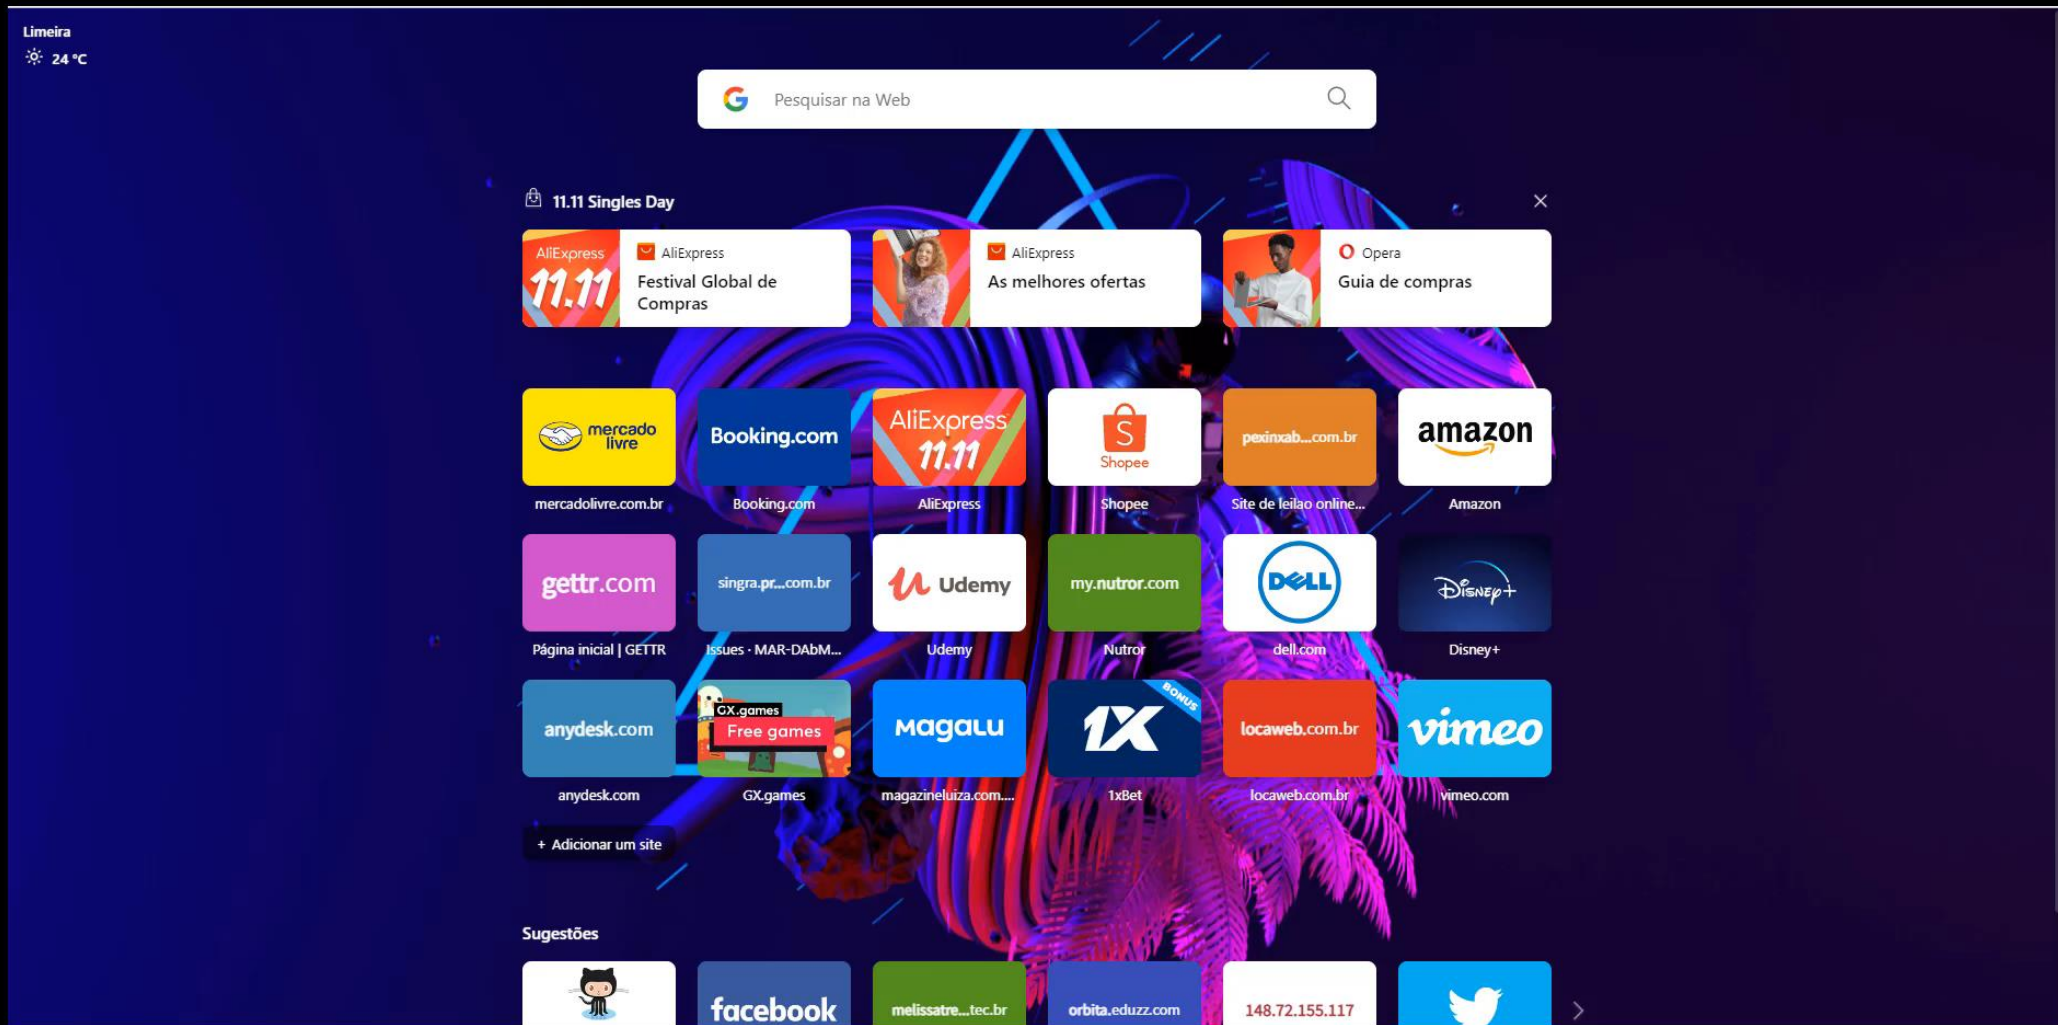 Limeira
24 °C
Pesquisar na Web
11.11 Singles Day
AliExpress
11.11
AliExpress
Festival Global de
Compras
AliExpress
As melhores ofertas
Opera
Guia de compras
mercado
livre
mercadolivre.com.br
Booking.com
Booking.com
AliExpress
11.11
AliExpress
S
Shopee
Shopee
pexinxab...com.br
Site de leilao online...
amazon
Amazon
gettr.com
Página inicial | GETTR
singra.pr...com.br
Issues · MAR-DAbM...
Udemy
Udemy
my.nutror.com
Nutror
DELL
dell.com
Disney+
Disney+
anydesk.com
anydesk.com
GX.games
Free games
GX.games
Magalu
magazineluiza.com....
1X
BONUS
1xBet
locaweb.com.br
locaweb.com.br
vimeo
vimeo.com
+ Adicionar um site
Sugestões
facebook
melissatre...tec.br
orbita.eduzz.com
148.72.155.117